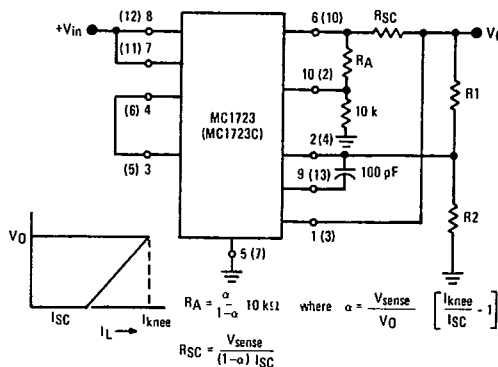 (12) 8
+Vin
(11) 7
(6) 4
(5) 3
MC1723
(MC1723C)
6 (10)
RSC
RA
10 (2)
10 k
2 (4)
9 (13)
100 pF
1 (3)
R1
R2
5 (7)
VO
ISC
IL
Iknee
RA = α / 1-α 10 kΩ where α = Vsense / VO [Iknee / ISC - 1]
RSC = Vsense / (1-α) ISC